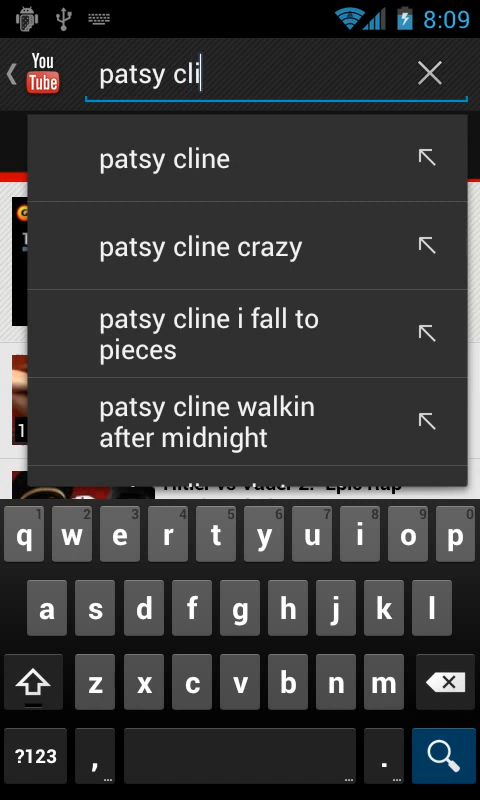 8:09
You
Tube
patsy cli
patsy cline
patsy cline crazy
patsy cline i fall to
pieces
patsy cline walkin
after midnight
Hitler vs Vader 2. Epic Rap
1 2 3 4 5 6 7 8 9 0
q w e r t y u i o p
a s d f g h j k l
z x c v b n m
?123 , ... ... . ...